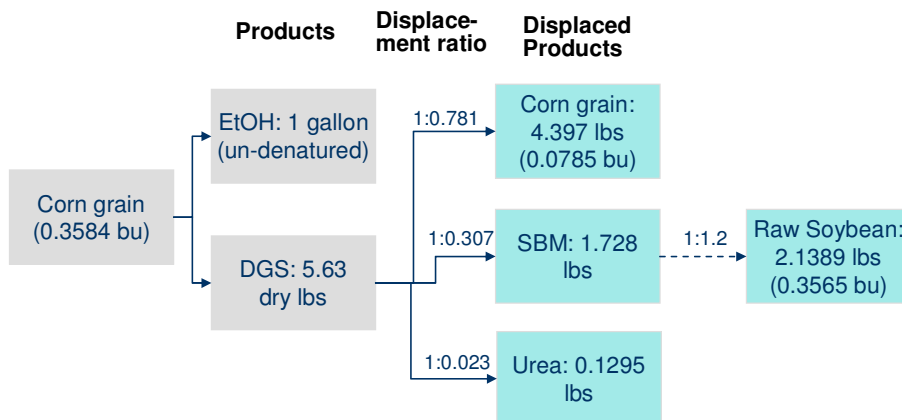 Products
Displace-
ment ratio
Displaced
Products
Corn grain
(0.3584 bu)
EtOH: 1 gallon
(un-denatured)
DGS: 5.63
dry lbs
1:0.781
1:0.307
1:0.023
Corn grain:
4.397 lbs
(0.0785 bu)
SBM: 1.728
lbs
Urea: 0.1295
lbs
1:1.2
Raw Soybean:
2.1389 lbs
(0.3565 bu)